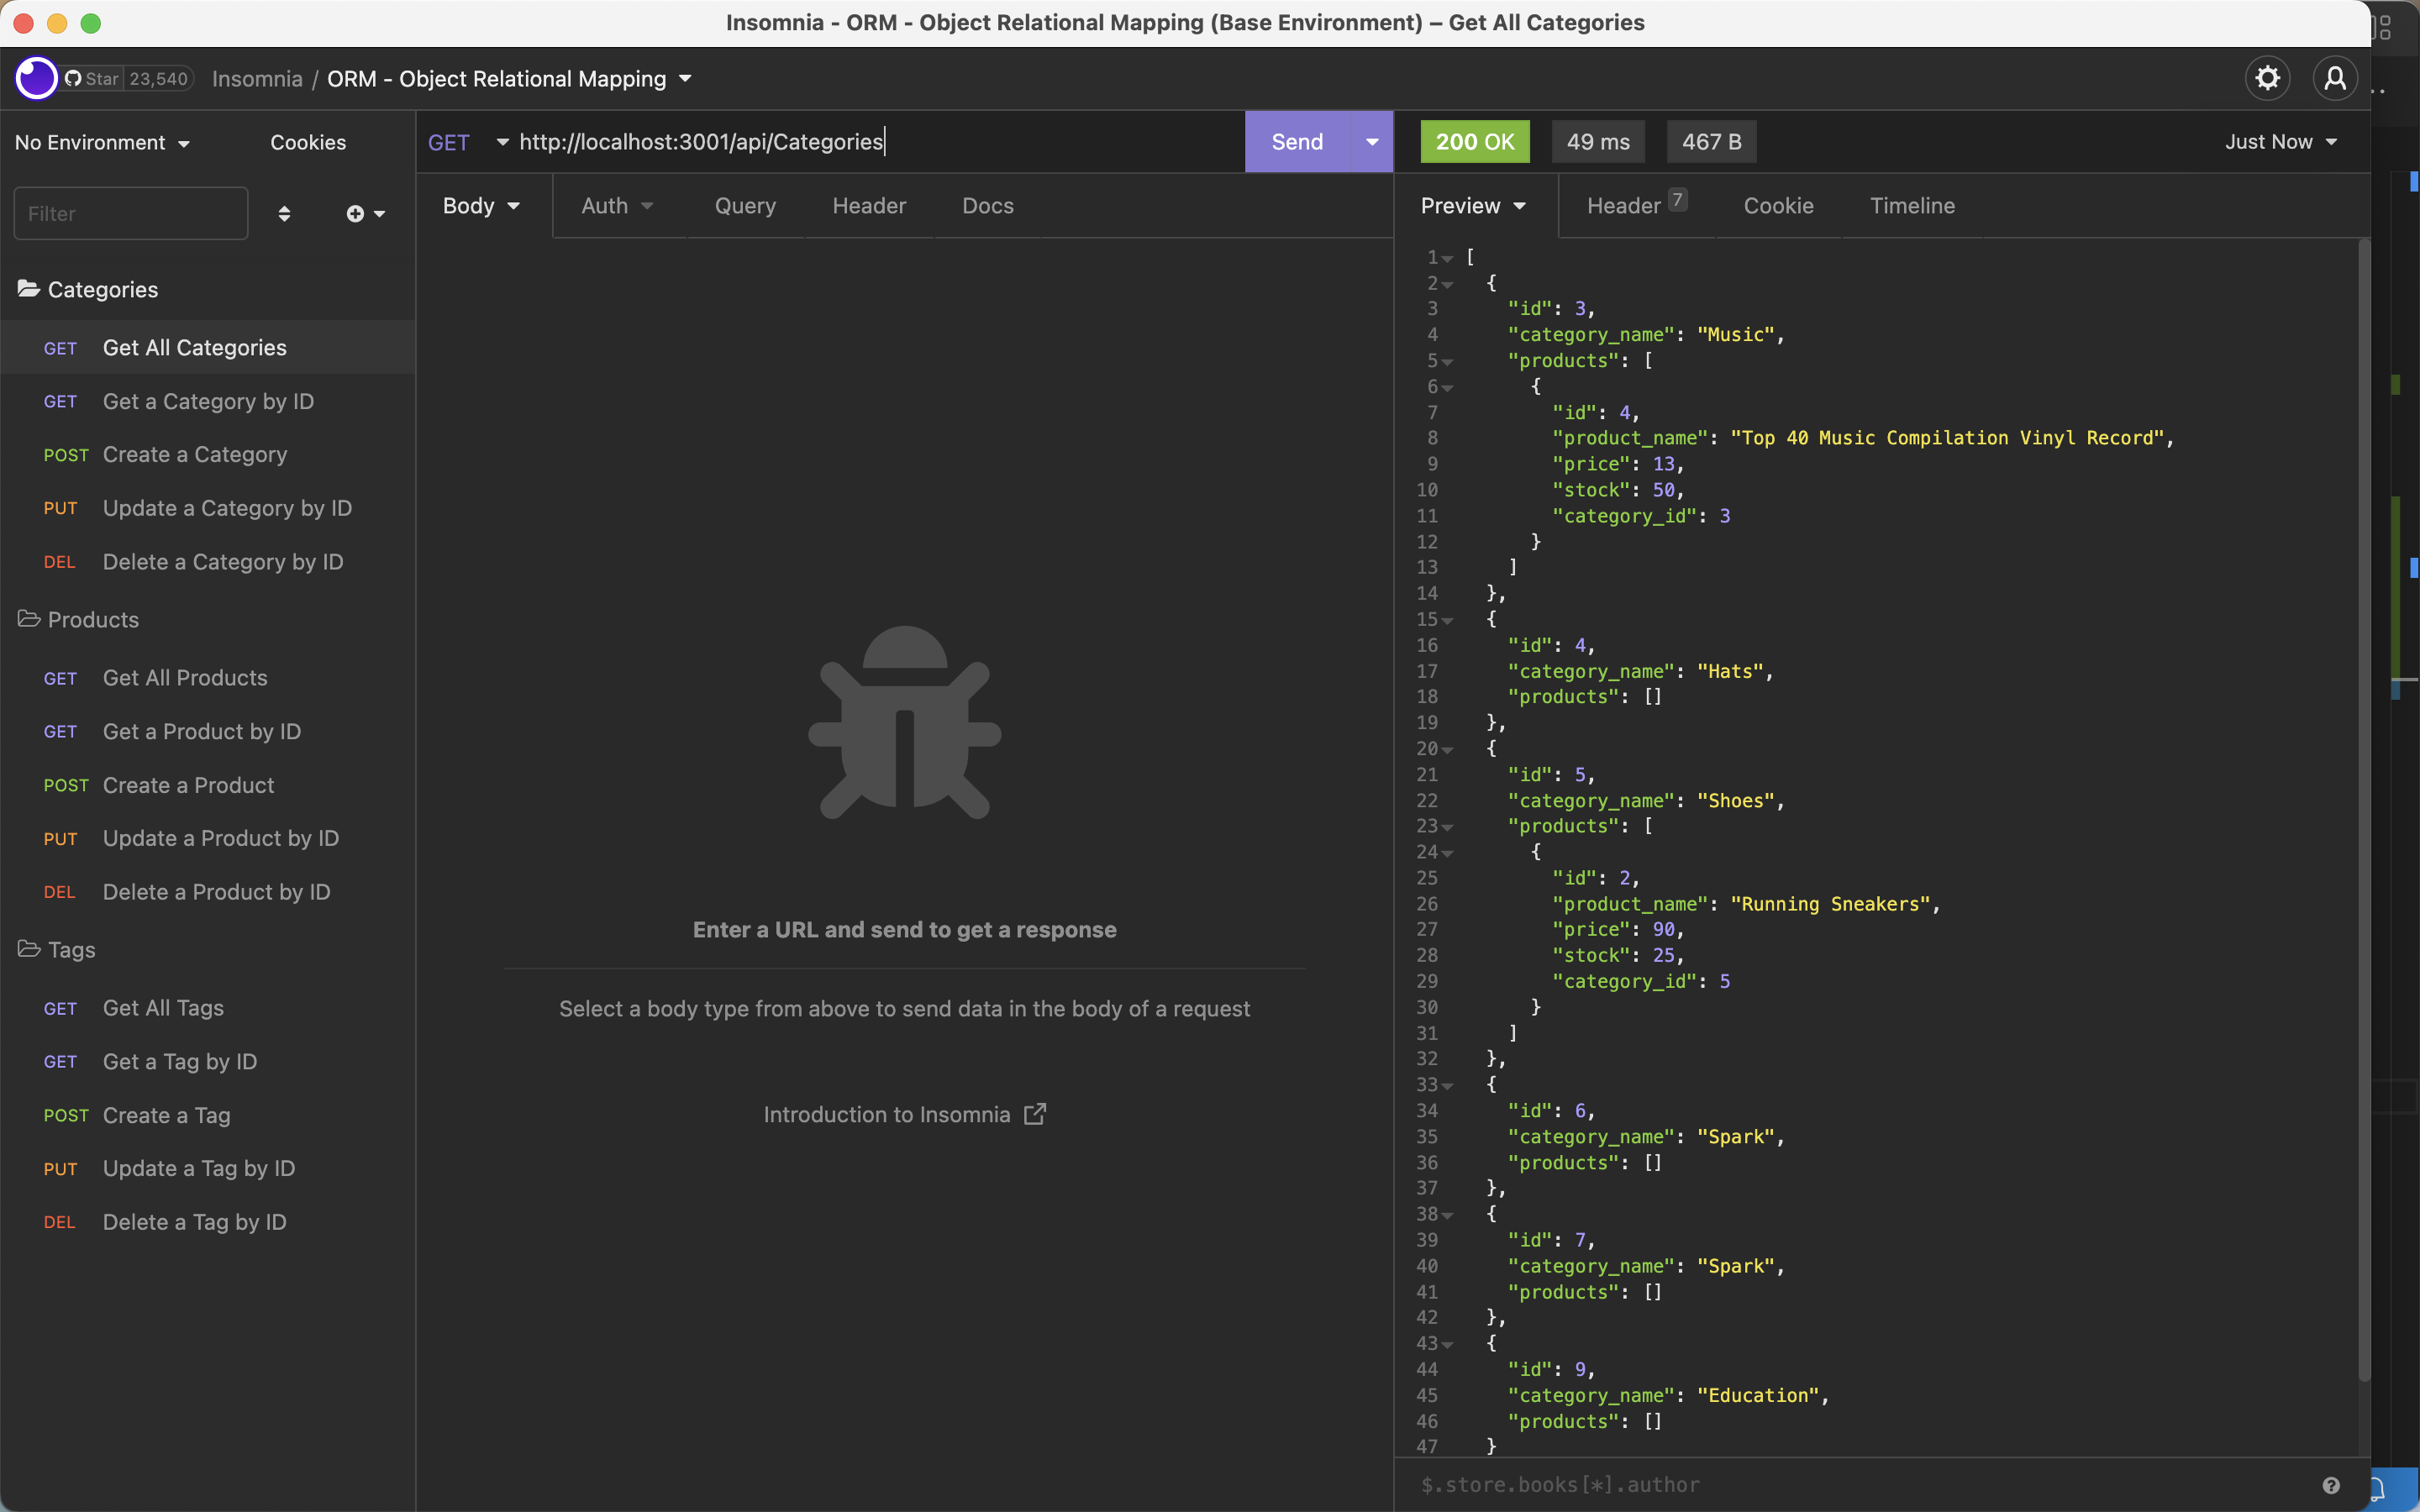 Insomnia - ORM - Object Relational Mapping (Base Environment) – Get All Categories
Star 23,540 Insomnia / ORM - Object Relational Mapping
No Environment Cookies
Filter
Categories
GET Get All Categories
GET Get a Category by ID
POST Create a Category
PUT Update a Category by ID
DEL Delete a Category by ID
Products
GET Get All Products
GET Get a Product by ID
POST Create a Product
PUT Update a Product by ID
DEL Delete a Product by ID
Tags
GET Get All Tags
GET Get a Tag by ID
POST Create a Tag
PUT Update a Tag by ID
DEL Delete a Tag by ID
GET http://localhost:3001/api/Categories Send
Body Auth Query Header Docs
Enter a URL and send to get a response
Select a body type from above to send data in the body of a request
Introduction to Insomnia
200 OK 49 ms 467 B Just Now
Preview Header 7 Cookie Timeline
1 [
2 {
3 "id": 3,
4 "category_name": "Music",
5 "products": [
6 {
7 "id": 4,
8 "product_name": "Top 40 Music Compilation Vinyl Record",
9 "price": 13,
10 "stock": 50,
11 "category_id": 3
12 }
13 ]
14 },
15 {
16 "id": 4,
17 "category_name": "Hats",
18 "products": []
19 },
20 {
21 "id": 5,
22 "category_name": "Shoes",
23 "products": [
24 {
25 "id": 2,
26 "product_name": "Running Sneakers",
27 "price": 90,
28 "stock": 25,
29 "category_id": 5
30 }
31 ]
32 },
33 {
34 "id": 6,
35 "category_name": "Spark",
36 "products": []
37 },
38 {
39 "id": 7,
40 "category_name": "Spark",
41 "products": []
42 },
43 {
44 "id": 9,
45 "category_name": "Education",
46 "products": []
47 }
$.store.books[*].author